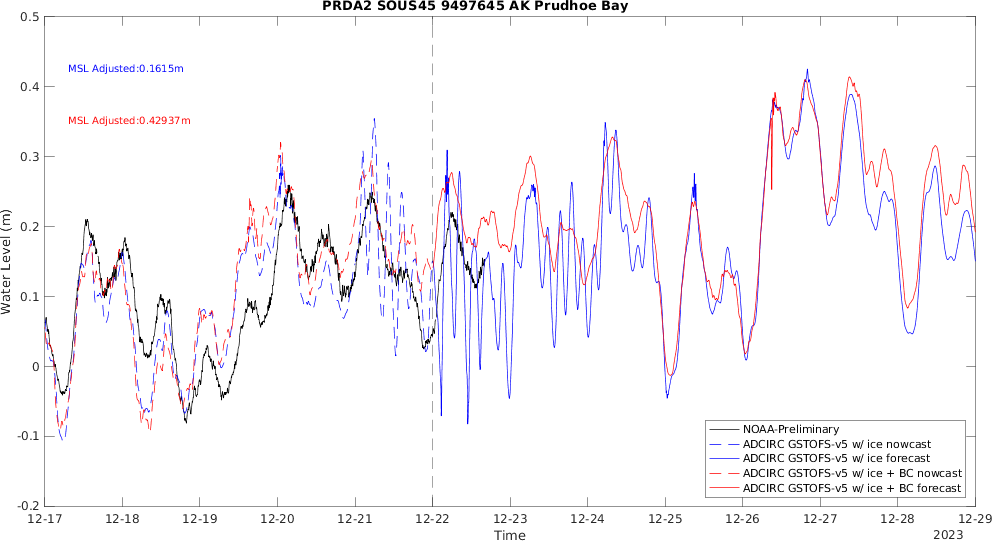 PRDA2 SOUS45 9497645 AK Prudhoe Bay
0.5
0.4
0.3
0.2
0.1
0
-0.1
-0.2
Water Level (m)
MSL Adjusted:0.1615m
MSL Adjusted:0.42937m
NOAA-Preliminary
ADCIRC GSTOFS-v5 w/ ice nowcast
ADCIRC GSTOFS-v5 w/ ice forecast
ADCIRC GSTOFS-v5 w/ ice + BC nowcast
ADCIRC GSTOFS-v5 w/ ice + BC forecast
12-17 12-18 12-19 12-20 12-21 12-22 12-23 12-24 12-25 12-26 12-27 12-28 12-29
Time
2023